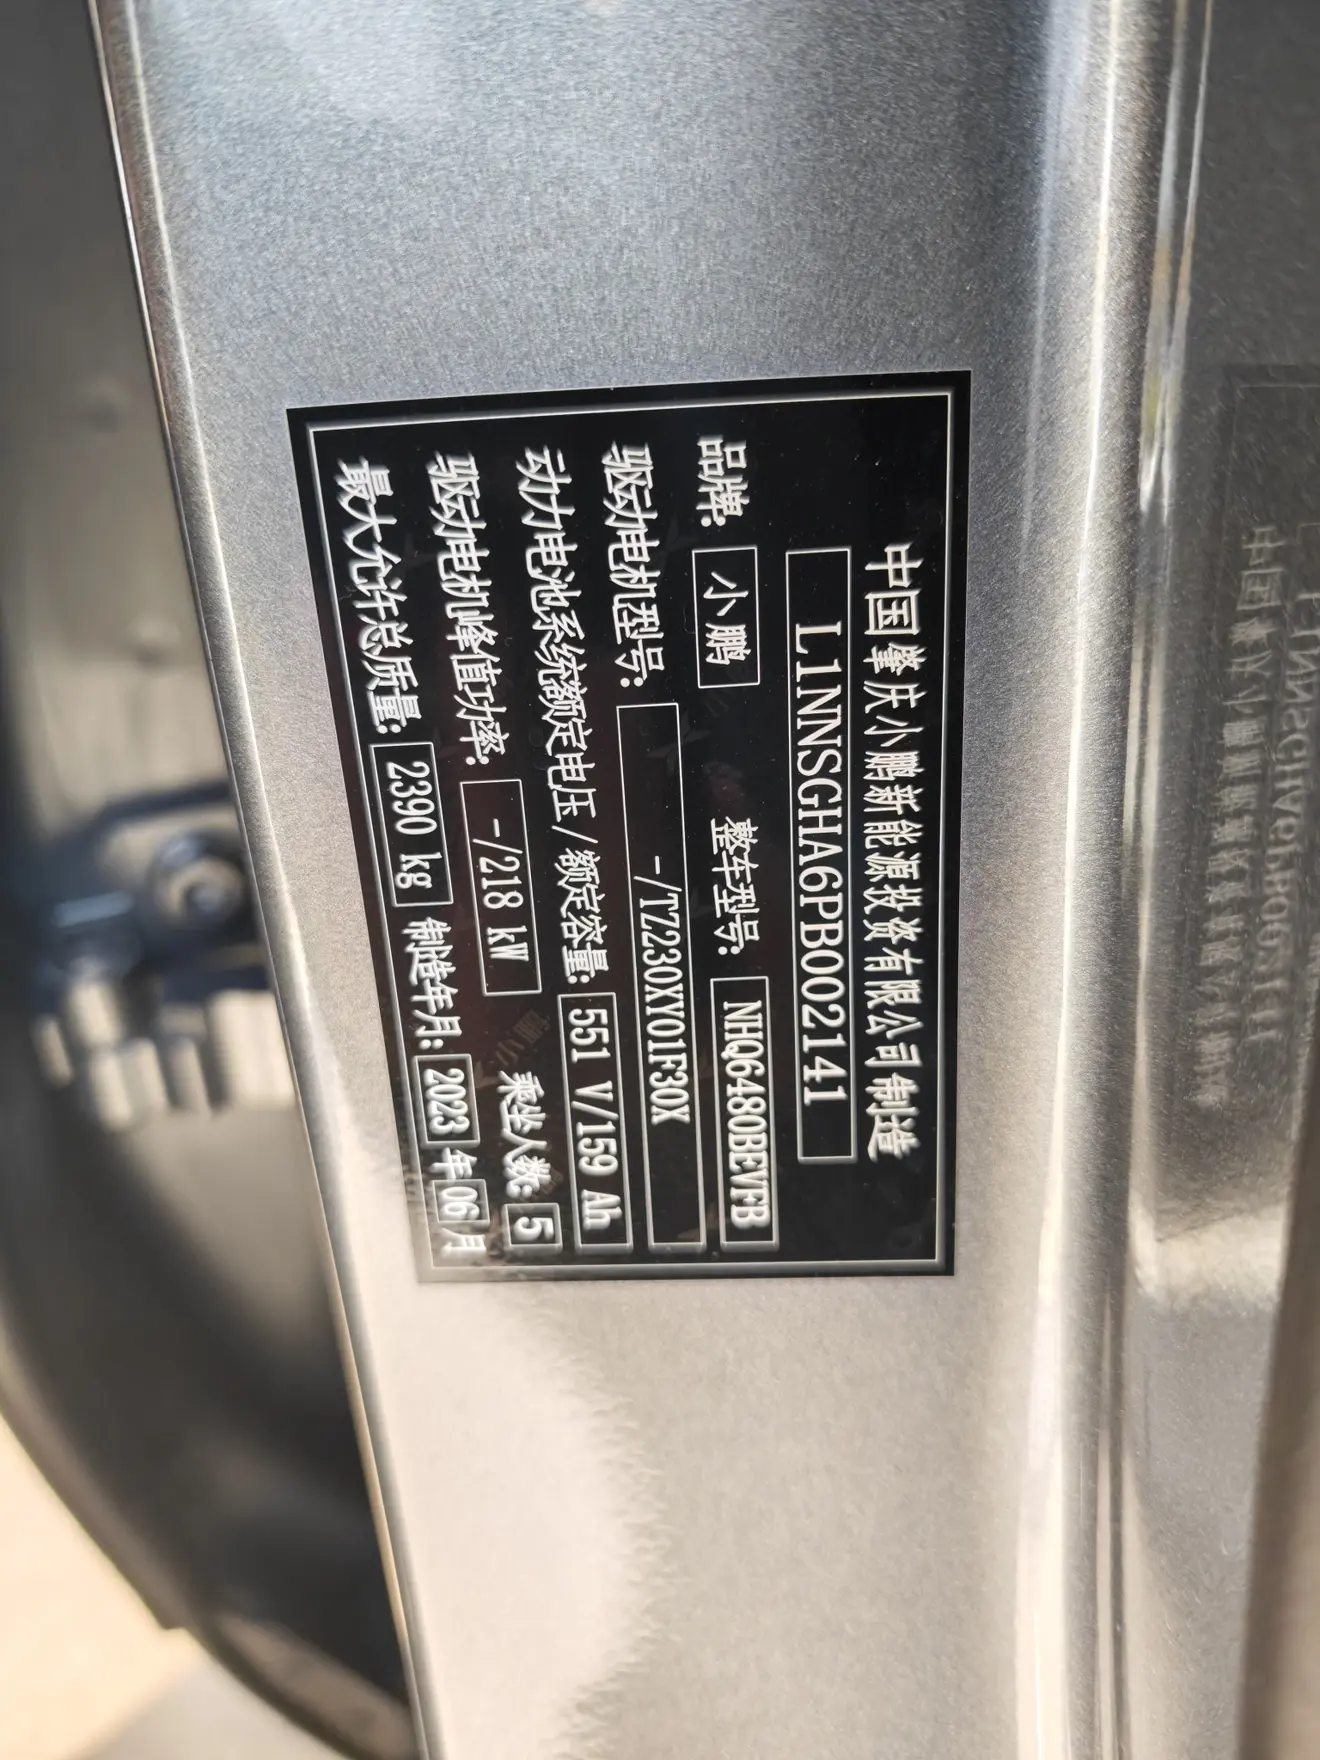 中国肇庆小鹏新能源投资有限公司制造
L1NNSGHA6PB002141
品牌: 小鹏 整车型号: NHQ6480BEVFB
驱动电机型号: -/TZ230XY01F30X
动力电池系统额定电压/额定容量: 551 V/159 Ah
驱动电机峰值功率: -/218 kW 乘坐人数: 5
最大允许总质量: 2390 kg 制造年月: 2023 年 06 月